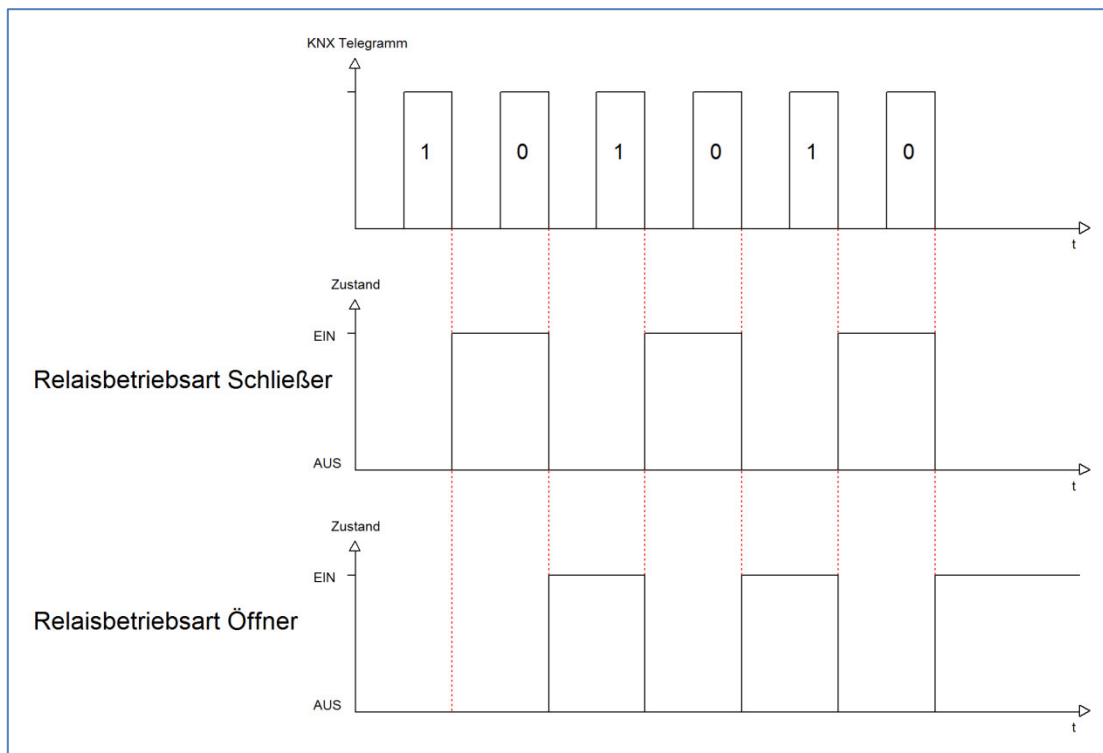 KNX Telegramm
1 0 1 0 1 0
t
Zustand
EIN
Relaisbetriebsart Schließer
AUS
t
Zustand
EIN
Relaisbetriebsart Öffner
AUS
t